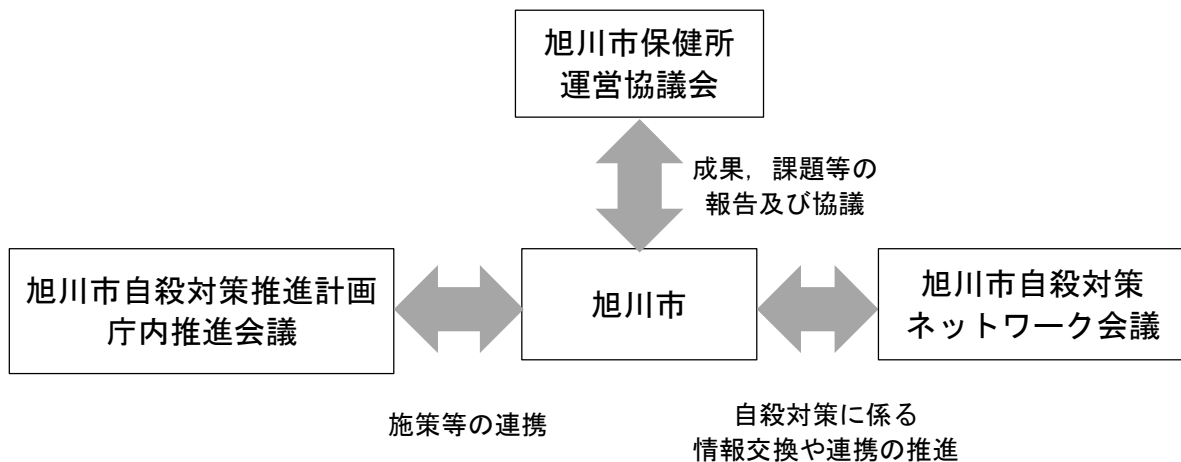 旭川市保健所
運営協議会
成果，課題等の
報告及び協議
旭川市自殺対策推進計画
庁内推進会議
旭川市
旭川市自殺対策
ネットワーク会議
施策等の連携
自殺対策に係る
情報交換や連携の推進